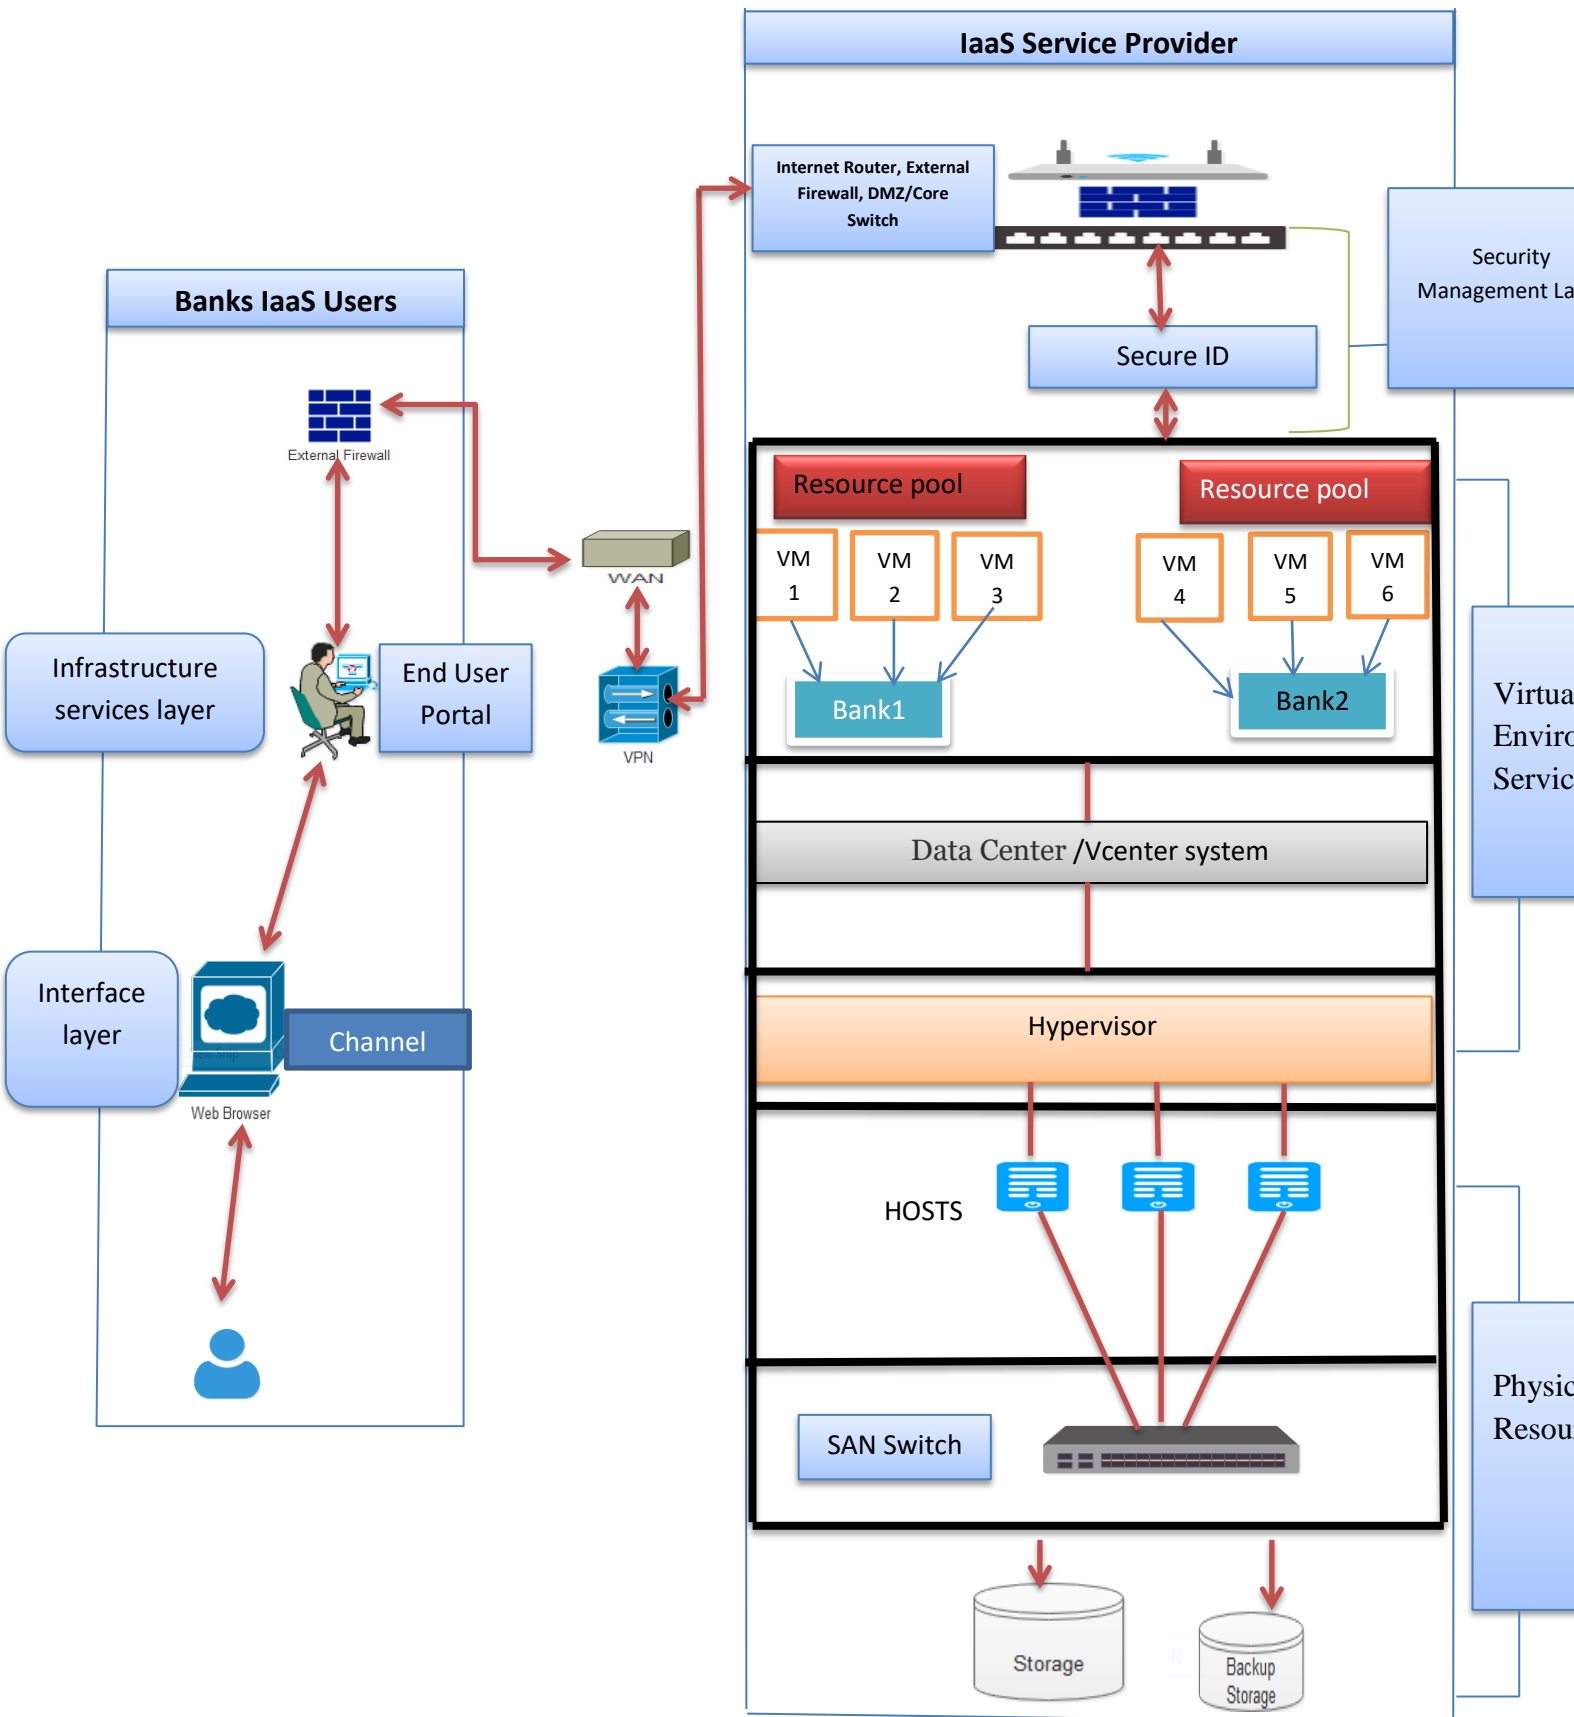 IaaS Service Provider
Internet Router, External
Firewall, DMZ/Core
Switch
Security
Management La
Banks IaaS Users
Secure ID
External Firewall
Resource pool
Resource pool
VM
1
VM
2
VM
3
VM
4
VM
5
VM
6
WAN
Infrastructure
services layer
End User
Portal
VPN
Bank1
Bank2
Virtua
Enviro
Servic
Data Center /Vcenter system
Interface
layer
Channel
Web Browser
Hypervisor
HOSTS
Physic
Resou
SAN Switch
Storage
Backup
Storage